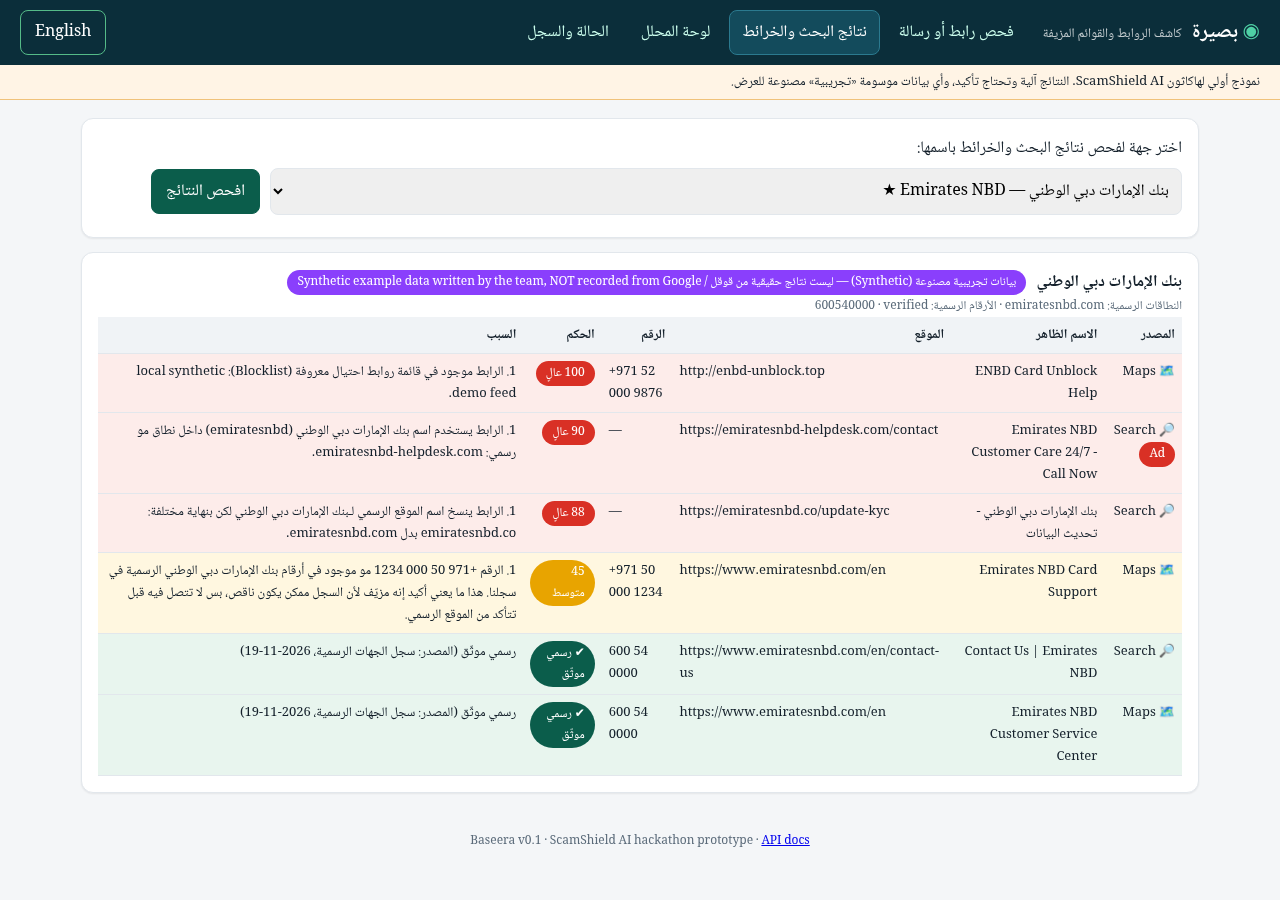 بصيرة كاشف الروابط والقوائم المزيفة
فحص رابط أو رسالة
نتائج البحث والخرائط
لوحة المحلل
الحالة والسجل
English
نموذج أولي لهاكاثون ScamShield AI. النتائج آلية وتحتاج تأكيد، وأي بيانات موسومة «تجريبية» مصنوعة للعرض.
اختر جهة لفحص نتائج البحث والخرائط باسمها:
بنك الإمارات دبي الوطني — Emirates NBD ★
افحص النتائج
بنك الإمارات دبي الوطني
بيانات تجريبية مصنوعة (Synthetic) — ليست نتائج حقيقية من قوقل / Synthetic example data written by the team, NOT recorded from Google
النطاقات الرسمية: emiratesnbd.com · الأرقام الرسمية: 600540000 · verified
المصدر الاسم الظاهر الموقع الرقم الحكم السبب
🗺️ Maps
ENBD Card Unblock
Help
http://enbd-unblock.top
+971 52
000 9876
100 عالٍ
1. الرابط موجود في قائمة روابط احتيال معروفة (Blocklist): local synthetic
demo feed.
🔎 Search
Ad
Emirates NBD
Customer Care 24/7 -
Call Now
https://emiratesnbd-helpdesk.com/contact
—
90 عالٍ
1. الرابط يستخدم اسم بنك الإمارات دبي الوطني (emiratesnbd) داخل نطاق مو
رسمي: emiratesnbd-helpdesk.com.
🔎 Search
بنك الإمارات دبي الوطني -
تحديث البيانات
https://emiratesnbd.co/update-kyc
—
88 عالٍ
1. الرابط ينسخ اسم الموقع الرسمي لـبنك الإمارات دبي الوطني لكن بنهاية مختلفة:
emiratesnbd.co بدل emiratesnbd.com.
🗺️ Maps
Emirates NBD Card
Support
https://www.emiratesnbd.com/en
+971 50
000 1234
45
متوسط
1. الرقم +971 50 000 1234 مو موجود في أرقام بنك الإمارات دبي الوطني الرسمية في
سجلنا. هذا ما يعني أكيد إنه مزيّف لأن السجل ممكن يكون ناقص، بس لا تتصل فيه قبل
تتأكد من الموقع الرسمي.
🔎 Search
Contact Us | Emirates
NBD
https://www.emiratesnbd.com/en/contact-
us
600 54
0000
✔ رسمي
موثّق
رسمي موثّق (المصدر: سجل الجهات الرسمية، 2026-11-19)
🗺️ Maps
Emirates NBD
Customer Service
Center
https://www.emiratesnbd.com/en
600 54
0000
✔ رسمي
موثّق
رسمي موثّق (المصدر: سجل الجهات الرسمية، 2026-11-19)
Baseera v0.1 · ScamShield AI hackathon prototype · API docs